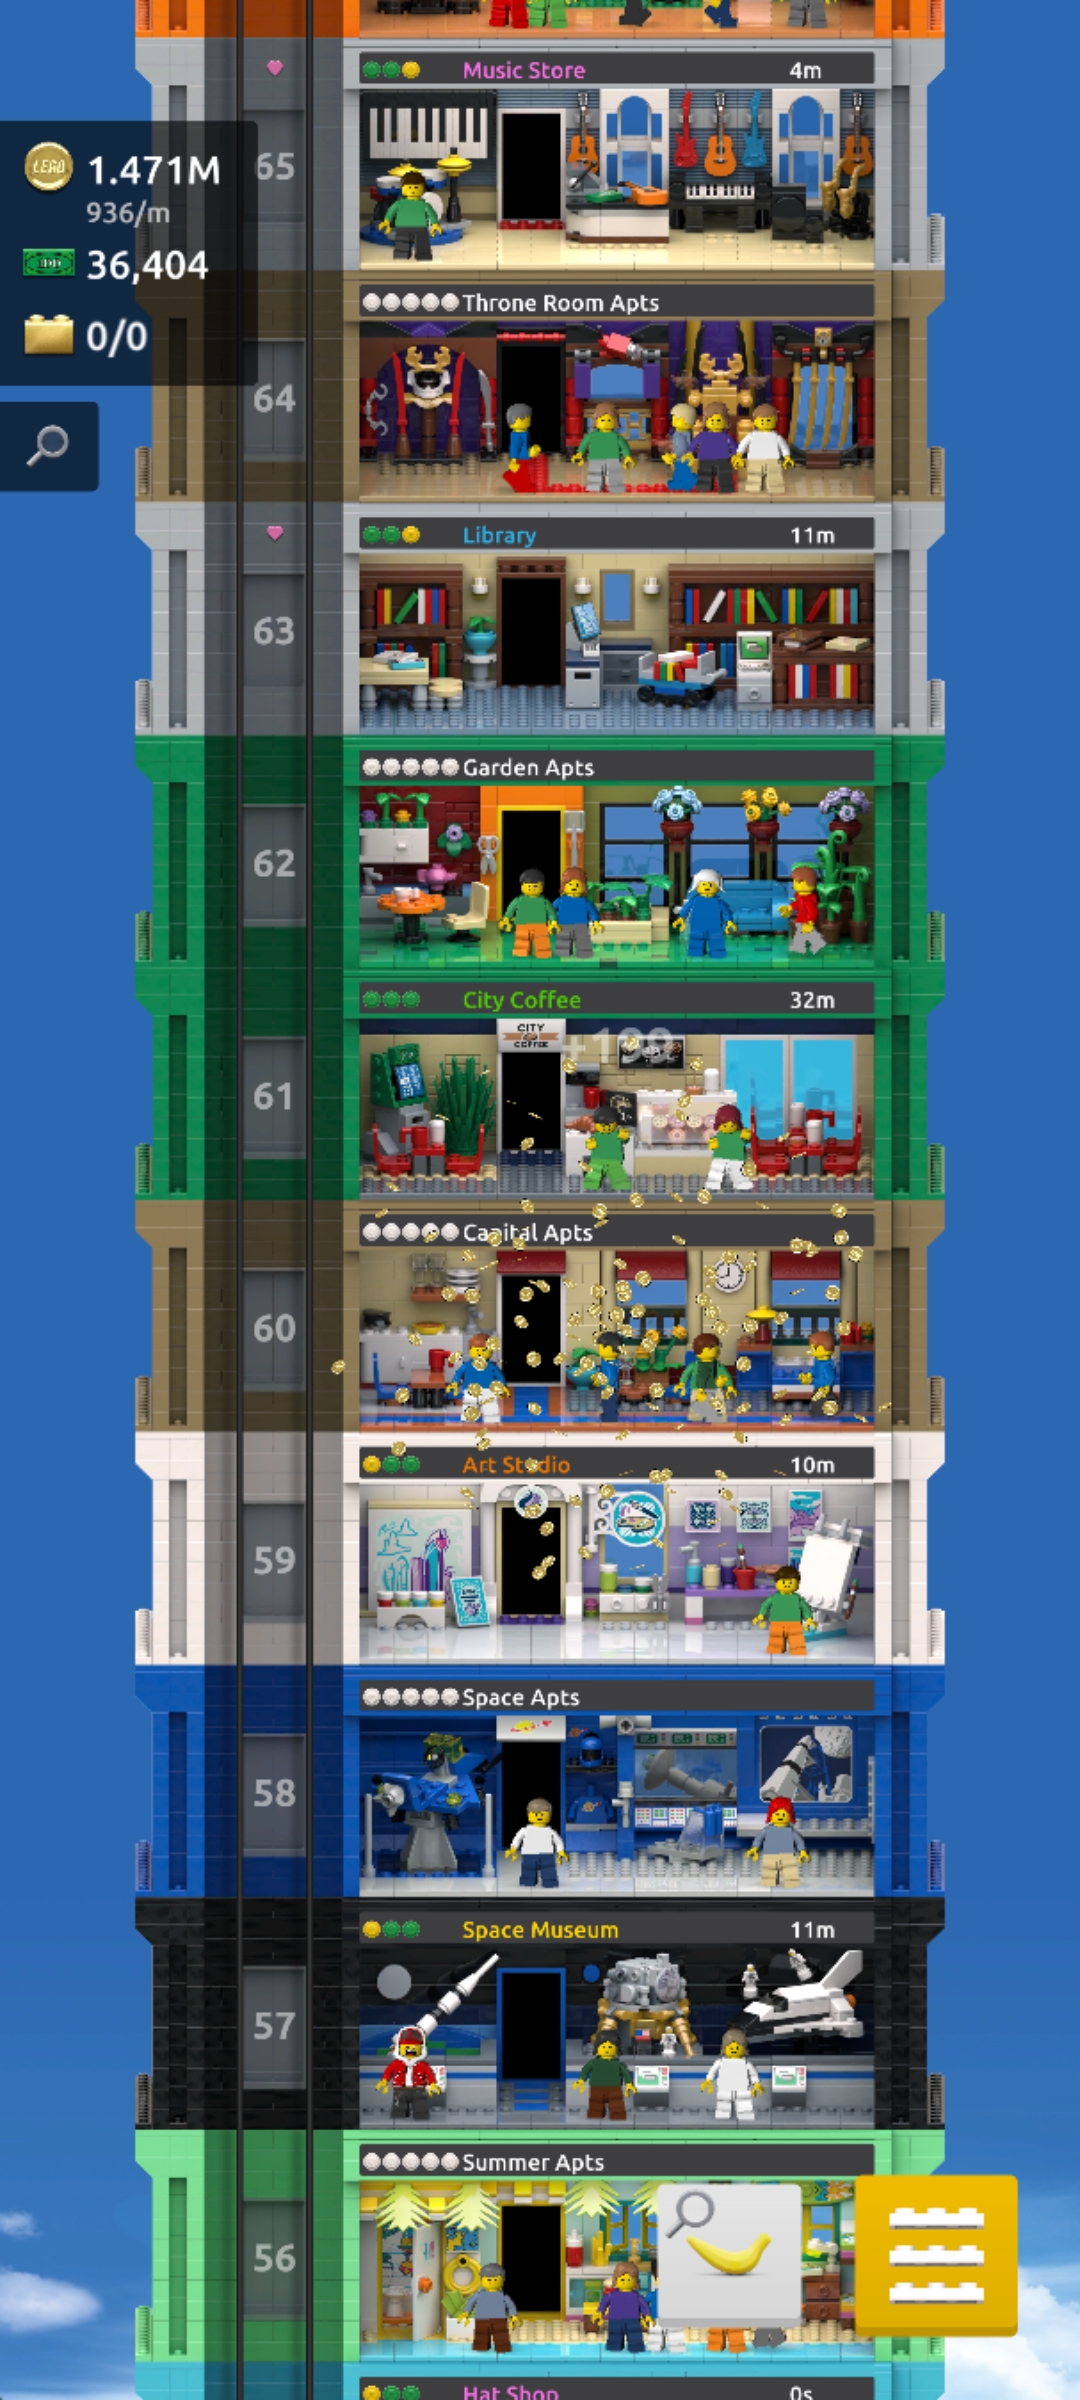 Music Store 4m
LEGO 1.471M
936/m
65
36,404
0/0
Throne Room Apts
64
Library 11m
63
Garden Apts
62
City Coffee 32m
CITY
COFFEE
+199
61
Capital Apts
60
Art Studio 10m
59
Space Apts
58
Space Museum 11m
57
Summer Apts
56
Hat Shop 0s